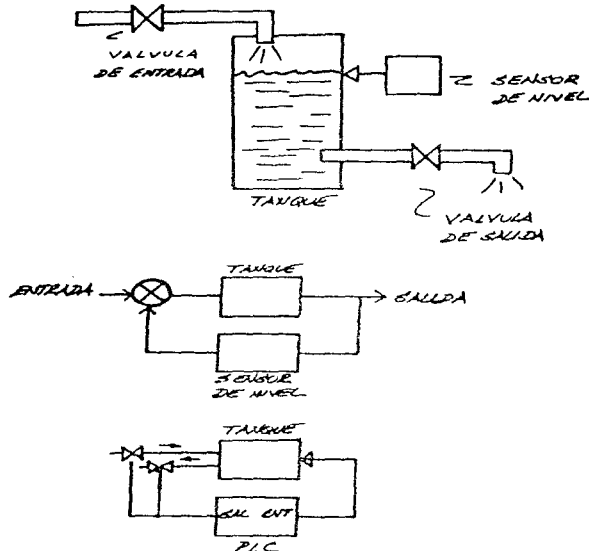 VALVULA
DE ENTRADA
SENSOR
DE NIVEL
TANQUE
VALVULA
DE SALIDA
TANQUE
ENTRADA
SALIDA
SENSOR
DE NIVEL
TANQUE
SAL ENT
PLC